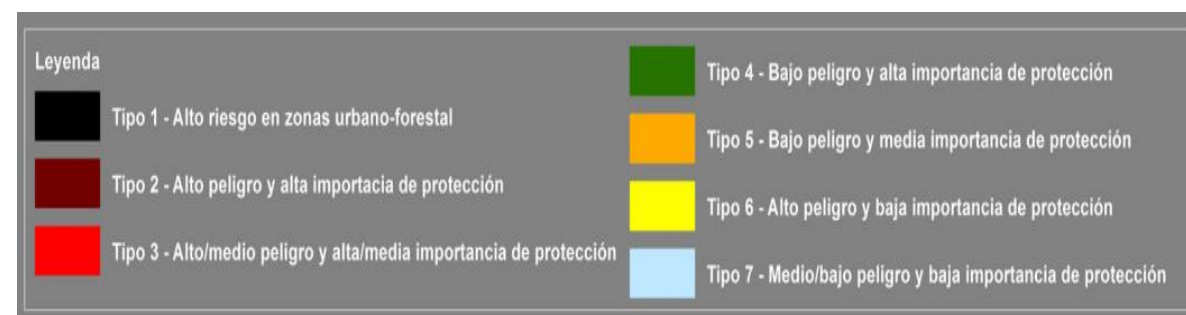 Leyenda
Tipo 1 - Alto riesgo en zonas urbano-forestal
Tipo 2 - Alto peligro y alta importacia de protección
Tipo 3 - Alto/medio peligro y alta/media importancia de protección
Tipo 4 - Bajo peligro y alta importancia de protección
Tipo 5 - Bajo peligro y media importancia de protección
Tipo 6 - Alto peligro y baja importancia de protección
Tipo 7 - Medio/bajo peligro y baja importancia de protección